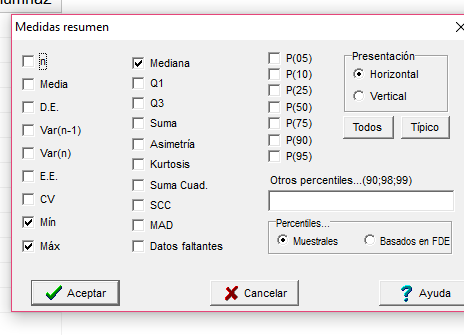 Medidas resumen
n
Media
D.E.
Var(n-1)
Var(n)
E.E.
CV
Mín
Máx
Mediana
Q1
Q3
Suma
Asimetría
Kurtosis
Suma Cuad.
SCC
MAD
Datos faltantes
P(05)
P(10)
P(25)
P(50)
P(75)
P(90)
P(95)
Presentación
Horizontal
Vertical
Todos
Típico
Otros percentiles...(90;98;99)
Percentiles...
Muestrales
Basados en FDE
Aceptar
Cancelar
Ayuda